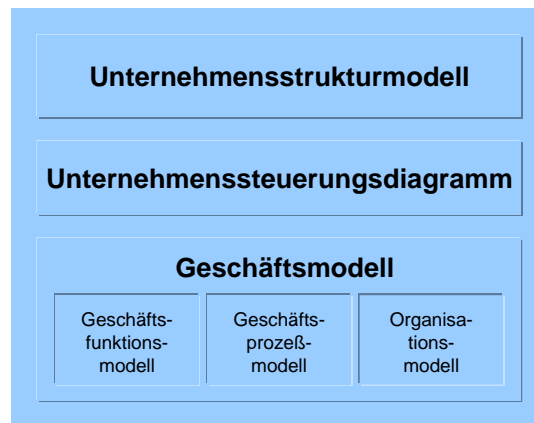 Unternehmensstrukturmodell
Unternehmenssteuerungsdiagramm
Geschäftsmodell
Geschäfts-
funktions-
modell
Geschäfts-
prozeß-
modell
Organisa-
tions-
modell